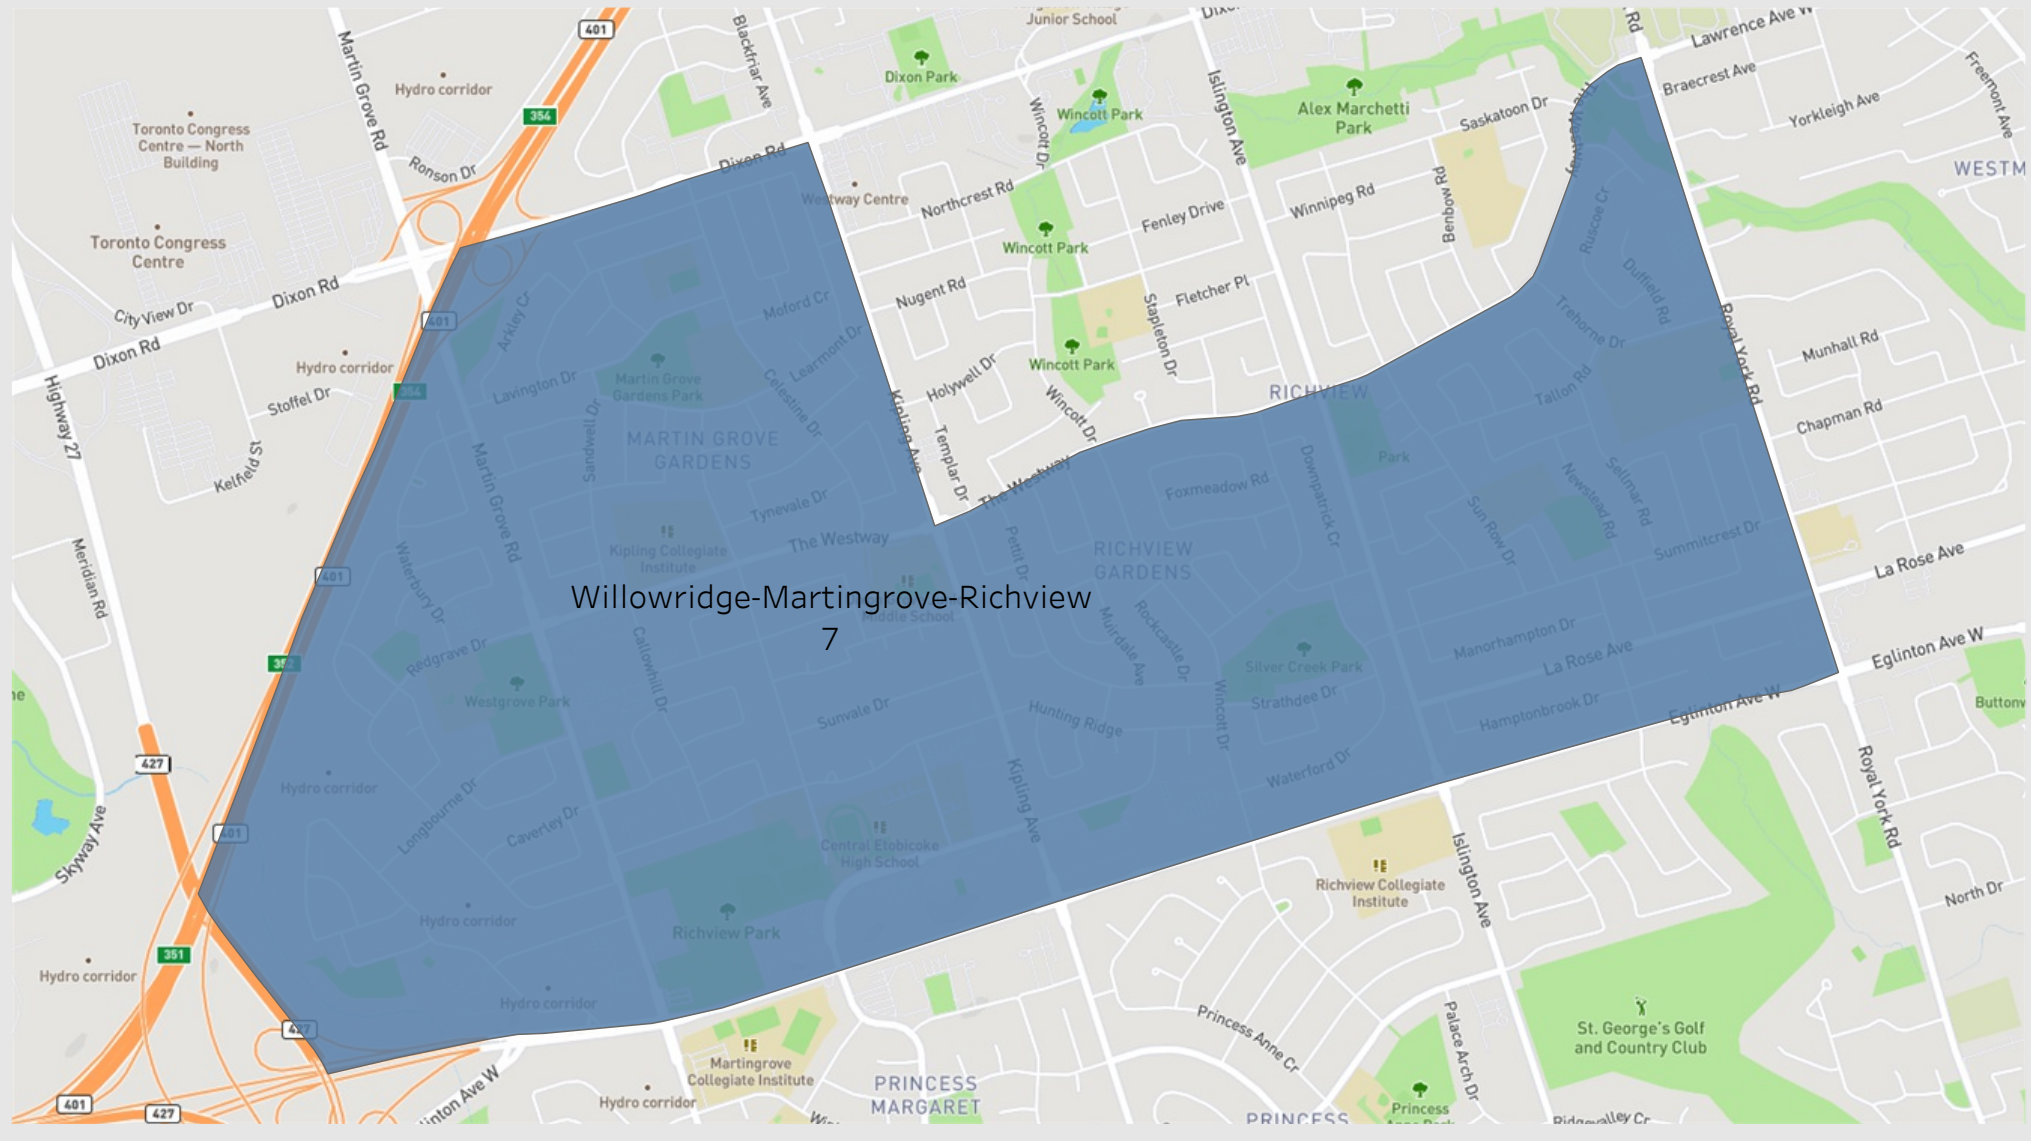 401
Martin Grove Rd
Blackfriar Ave
Junior School
Rd
Lawrence Ave W
Hydro corridor
Dixon Park
Islington Ave
Braecrest Ave
Freemont Ave
354
Wincott Park
Alex Marchetti
Park
Saskatoon Dr
The Westway
Yorkleigh Ave
Toronto Congress
Centre — North
Building
Wincott Dr
Ronson Dr
Dixon Rd
WESTM
Westway Centre
Northcrest Rd
Winnipeg Rd
Benbow Rd
Fenley Drive
Ruscoe Cr
Toronto Congress
Centre
Wincott Park
Dixon Rd
City View Dr
Nugent Rd
Fletcher Pl
Duffield Rd
Moford Cr
Arkley Cr
401
Stapleton Dr
Trehorne Dr
Royal York Rd
Dixon Rd
Learmont Dr
Munhall Rd
Hydro corridor
Wincott Park
Highway 27
Stoffel Dr
354
Lavington Dr
Martin Grove
Gardens Park
Celestine Dr
Holywell Dr
RICHVIEW
Tallon Rd
Kipling Ave
Wincott Dr
Chapman Rd
Sandwell Dr
MARTIN GROVE
GARDENS
Templar Dr
Park
Kelfield St
Martin Grove Rd
The Westway
Downpatrick Cr
Foxmeadow Rd
Newstead Rd
Sellmar Rd
Tynevale Dr
Sun Row Dr
The Westway
Kipling Collegiate
Institute
Pettit Dr
RICHVIEW
GARDENS
Summitcrest Dr
La Rose Ave
Meridian Rd
401
Waterbury Dr
Willowridge-Martingrove-Richview
7
Middle School
Muirdale Ave
Rockcastle Dr
Manorhampton Dr
La Rose Ave
Eglinton Ave W
Redgrave Dr
Callowhill Dr
352
Silver Creek Park
Westgrove Park
Strathdee Dr
Buttonw
Sunvale Dr
Hunting Ridge
Wincott Dr
Hamptonbrook Dr
Eglinton Ave W
427
Hydro corridor
Waterford Dr
Kipling Ave
Royal York Rd
Skyway Ave
401
Longbourne Dr
Caverley Dr
Central Etobicoke
High School
Islington Ave
Richview Collegiate
Institute
North Dr
Hydro corridor
Richview Park
351
Hydro corridor
Hydro corridor
427
Princess Anne Cr
Palace Arch Dr
St. George's Golf
and Country Club
Martingrove
Collegiate Institute
linton Ave W
Hydro corridor
PRINCESS
MARGARET
Princess
401
427
PRINCESS
Ridgevalley Cr